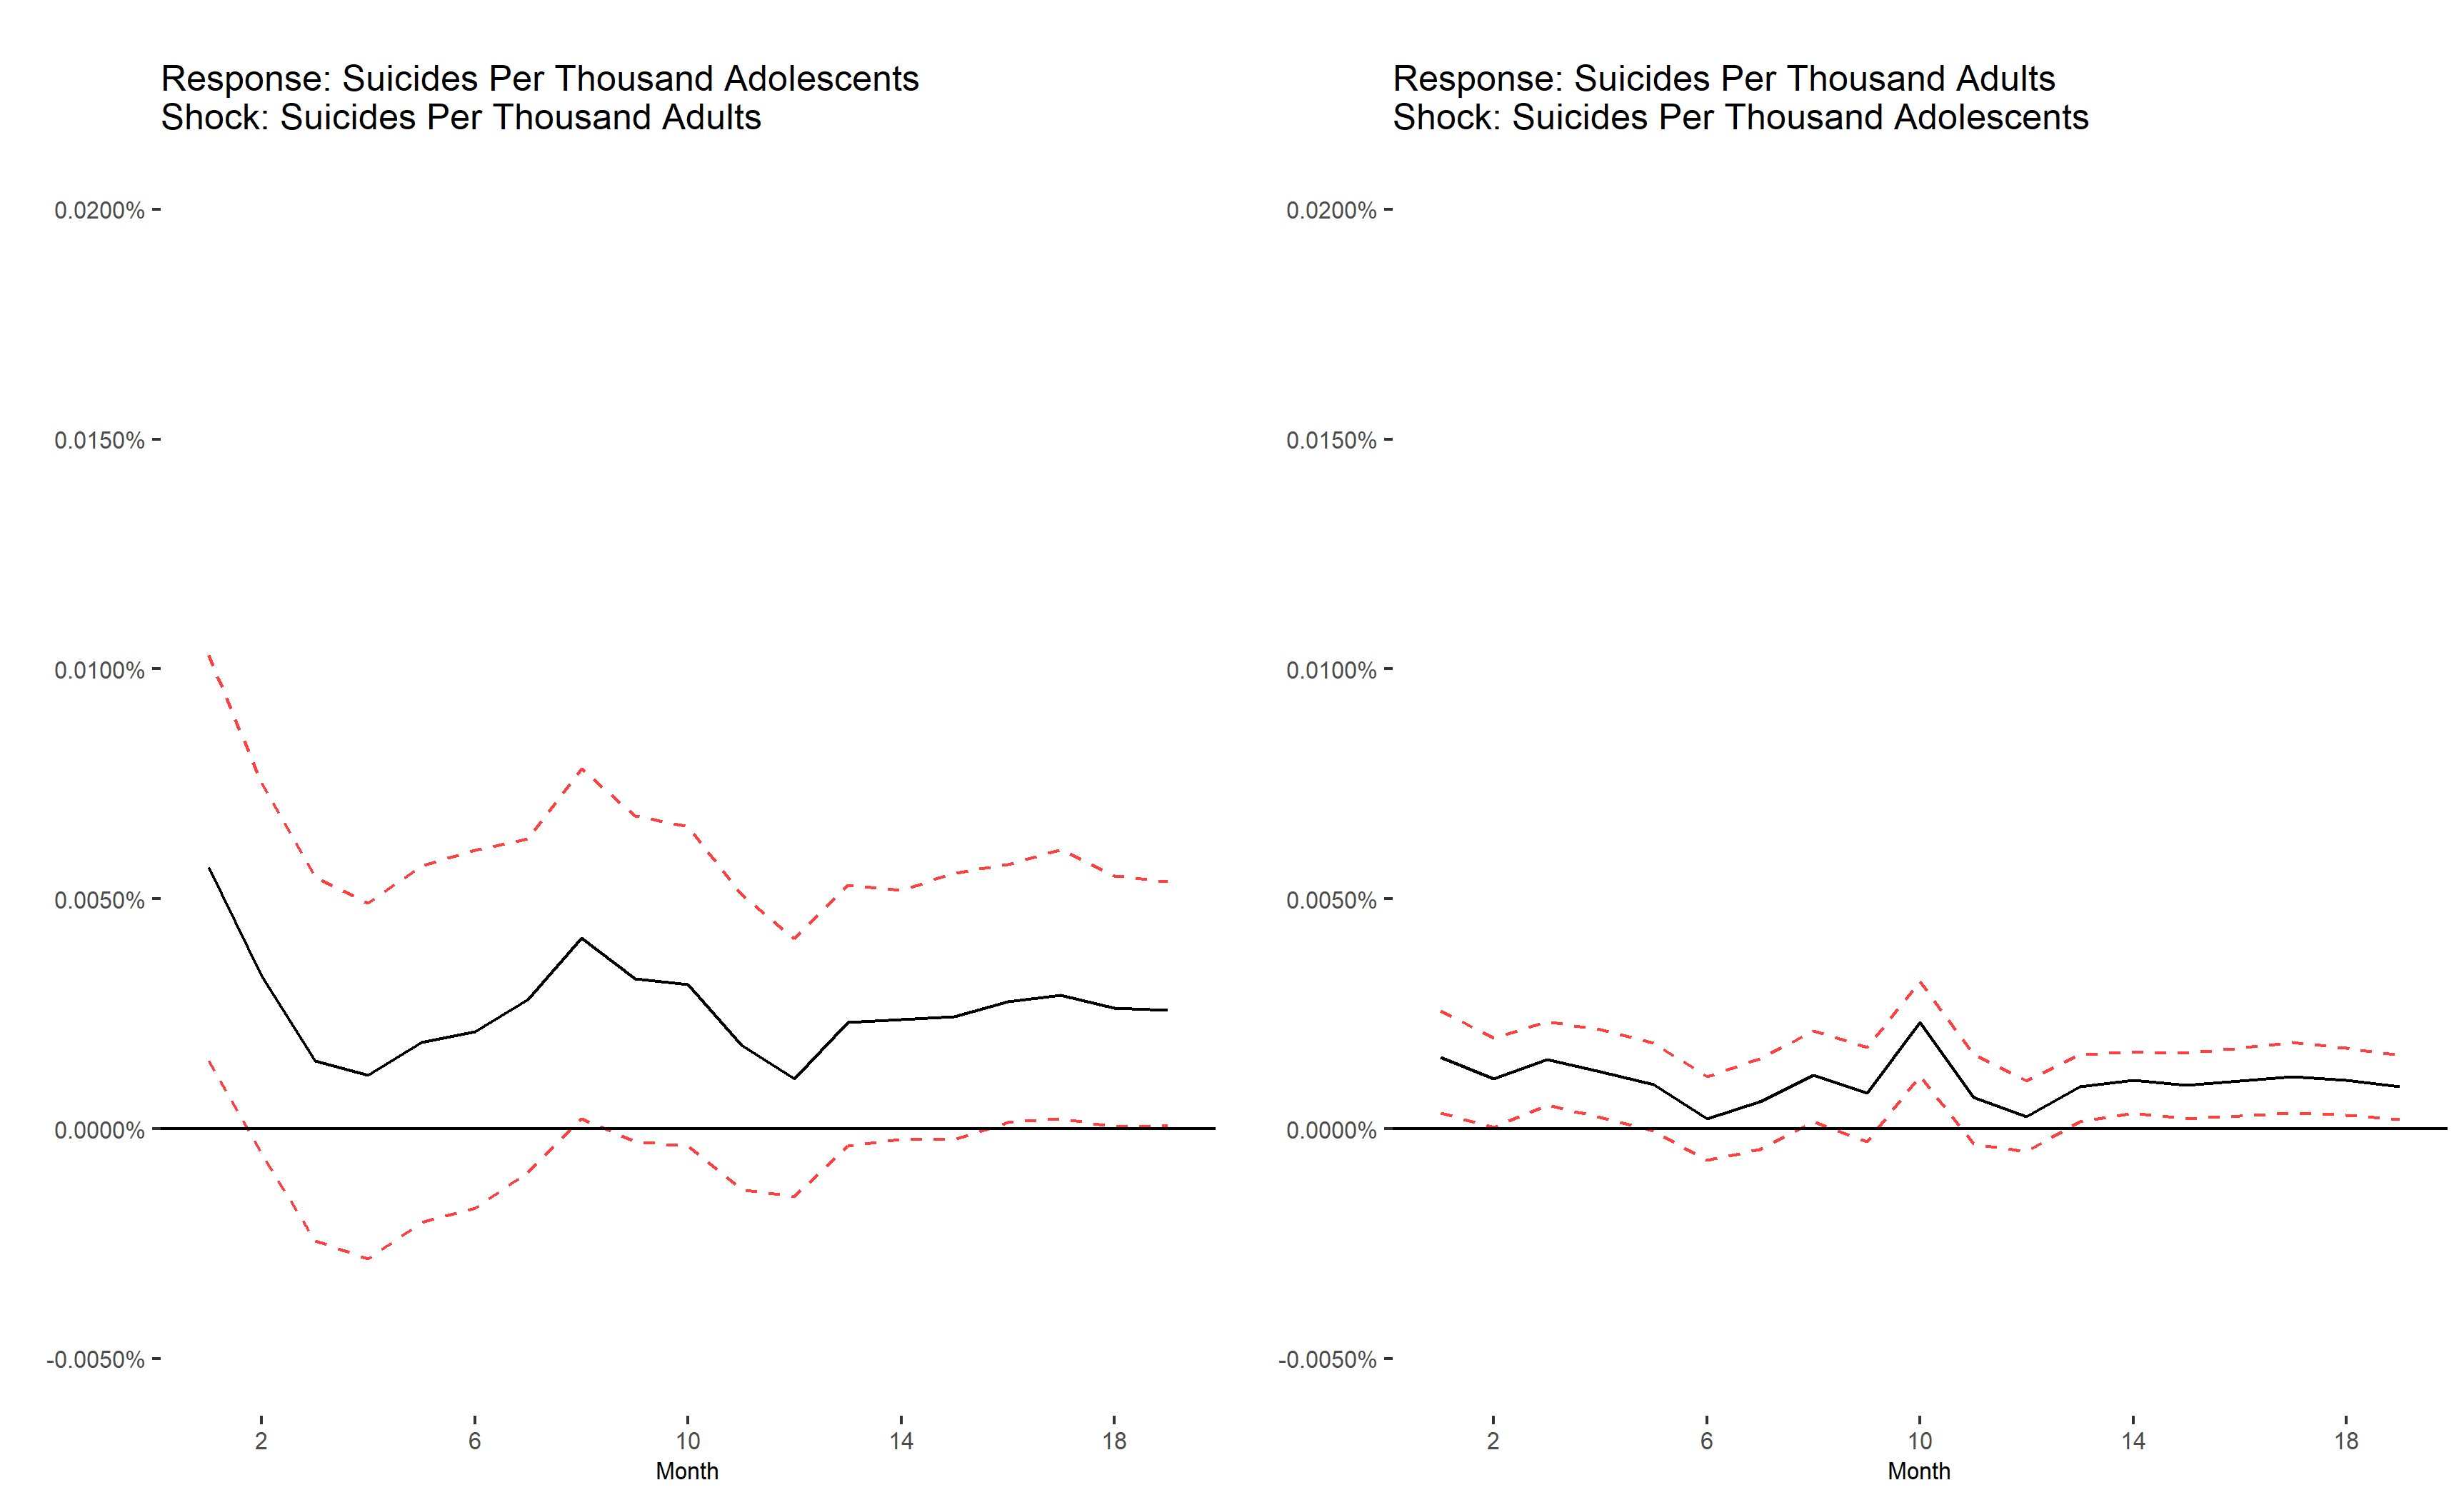 Response: Suicides Per Thousand Adolescents
Shock: Suicides Per Thousand Adults
0.0200%
0.0150%
0.0100%
0.0050%
0.0000%
-0.0050%
2 6 10 14 18
Month
Response: Suicides Per Thousand Adults
Shock: Suicides Per Thousand Adolescents
0.0200%
0.0150%
0.0100%
0.0050%
0.0000%
-0.0050%
2 6 10 14 18
Month